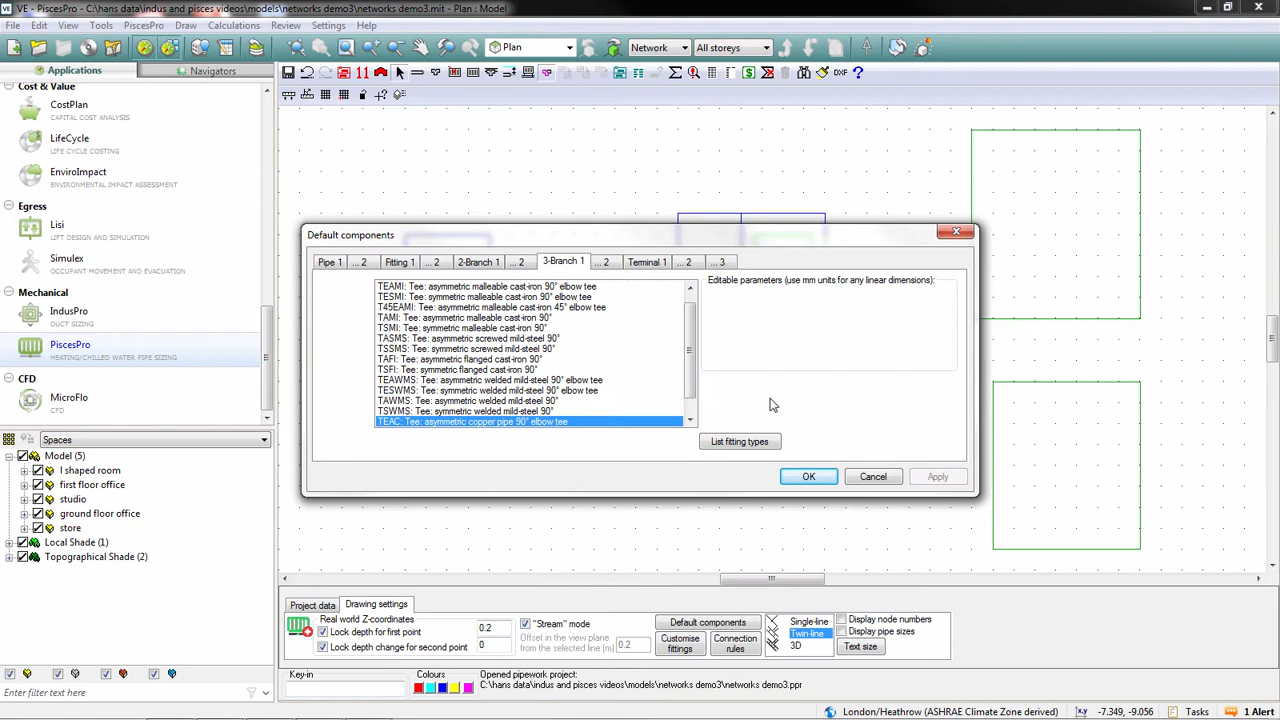 VE - PiscesPro - C:\hans data\indus and pisces videos\models\networks demo3\networks demo3.mit - Plan : Model
File Edit View Tools PiscesPro Draw Calculations Review Settings Help
Plan Network All storeys
Applications Navigators
DXF
Cost & Value
CostPlan
CAPITAL COST ANALYSIS
LifeCycle
LIFE CYCLE COSTING
EnviroImpact
ENVIRONMENTAL IMPACT ASSESSMENT
Egress
Lisi
LIFT DESIGN AND SIMULATION
Simulex
OCCUPANT MOVEMENT AND EVACUATION
Mechanical
IndusPro
DUCT SIZING
PiscesPro
HEATING/CHILLED WATER PIPE SIZING
CFD
MicroFlo
CFD
Spaces
Model (5)
I shaped room
first floor office
studio
ground floor office
store
Local Shade (1)
Topographical Shade (2)
Enter filter text here
Default components
Pipe 1 ... 2 Fitting 1 ... 2 2-Branch 1 ... 2 3-Branch 1 ... 2 Terminal 1 ... 2 ... 3
TEAMI: Tee: asymmetric malleable cast-iron 90° elbow tee
TESMI: Tee: symmetric malleable cast-iron 90° elbow tee
T45EAMI: Tee: asymmetric malleable cast-iron 45° elbow tee
TAMI: Tee: asymmetric malleable cast-iron 90°
TSMI: Tee: symmetric malleable cast-iron 90°
TASMS: Tee: asymmetric screwed mild-steel 90°
TSSMS: Tee: symmetric screwed mild-steel 90°
TAFI: Tee: asymmetric flanged cast-iron 90°
TSFI: Tee: symmetric flanged cast-iron 90°
TEAWMS: Tee: asymmetric welded mild-steel 90° elbow tee
TESWMS: Tee: symmetric welded mild-steel 90° elbow tee
TAWMS: Tee: asymmetric welded mild-steel 90°
TSWMS: Tee: symmetric welded mild-steel 90°
TEAC: Tee: asymmetric copper pipe 90° elbow tee
Editable parameters (use mm units for any linear dimensions):
List fitting types
OK Cancel Apply
Project data Drawing settings
Real world Z-coordinates
Lock depth for first point 0.2
Lock depth change for second point 0
"Stream" mode
Offset in the view plane
from the selected line (m) 0.2
Default components
Customise
fittings
Connection
rules
Single-line
Twin-line
3D
Display node numbers
Display pipe sizes
Text size
Key-in
Colours
Opened pipework project:
C:\hans data\indus and pisces videos\models\networks demo3\networks demo3.ppr
London/Heathrow (ASHRAE Climate Zone derived) x,y -7.349, -9.056 Tasks 1 Alert